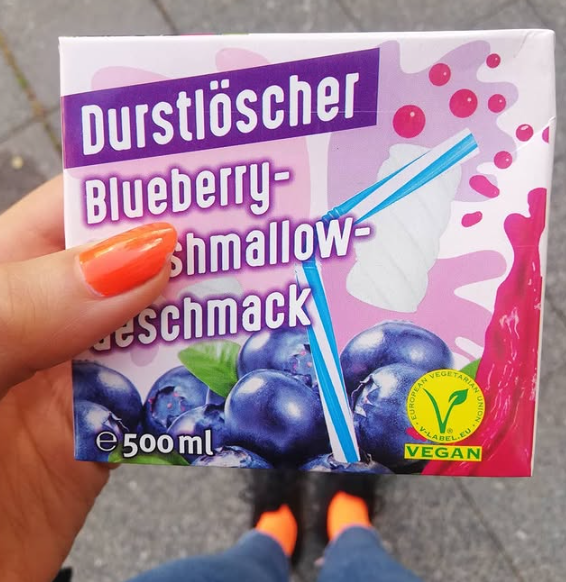 Durstlöscher
Blueberry-
shmallow-
eschmack
e 500 ml
EUROPEAN VEGETARIAN UNION
V-LABEL.EU
VEGAN